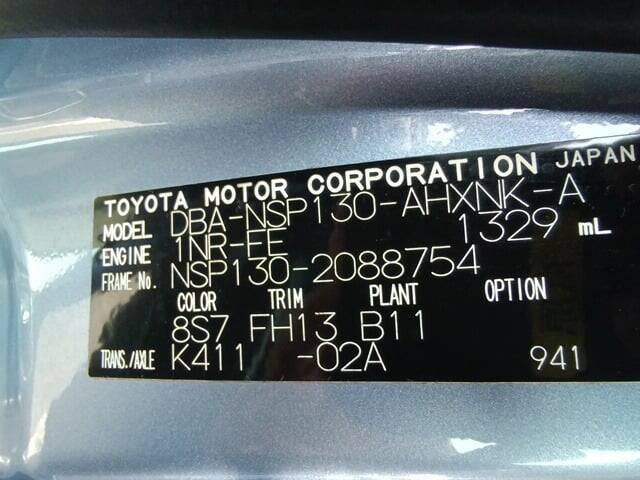 TOYOTA MOTOR CORPORATION JAPAN
MODEL DBA-NSP130-AHXNK-A
ENGINE 1NR-FE 1329 mL
FRAME No. NSP130-2088754
COLOR TRIM PLANT OPTION
8S7 FH13 B11
TRANS./AXLE K411 -02A 941